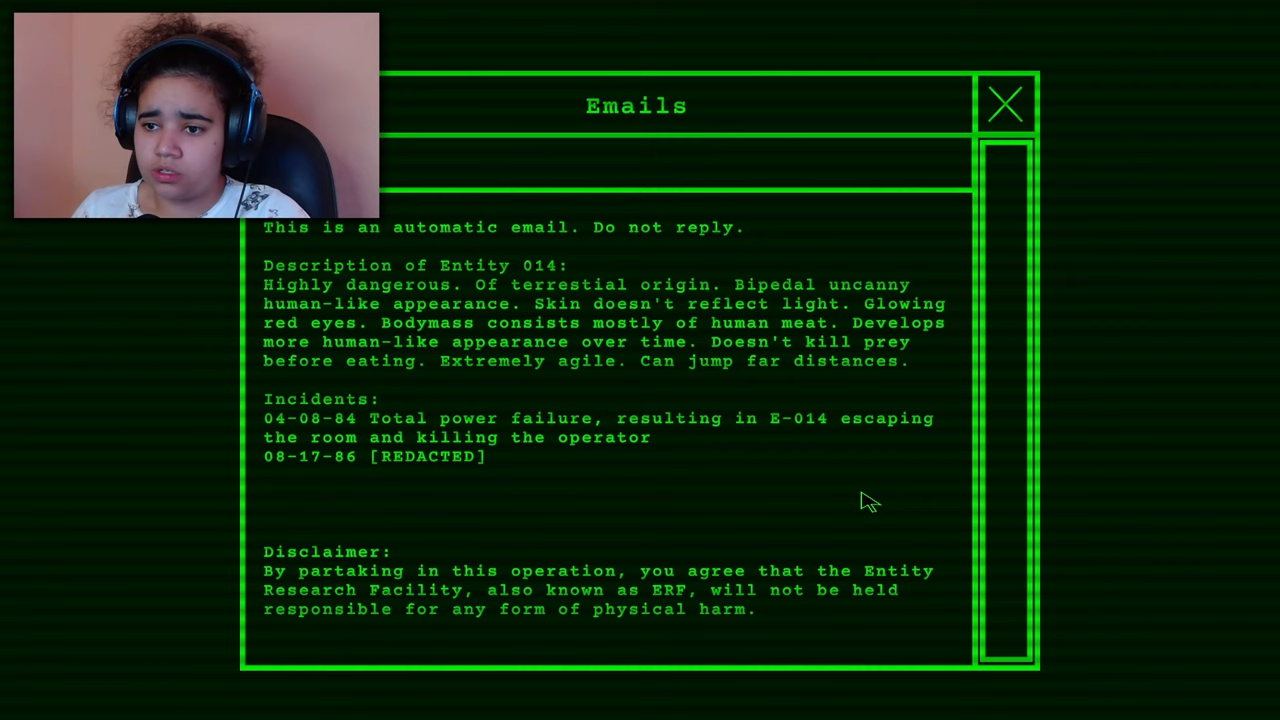 Emails
This is an automatic email. Do not reply.
Description of Entity 014:
Highly dangerous. Of terrestial origin. Bipedal uncanny
human-like appearance. Skin doesn't reflect light. Glowing
red eyes. Bodymass consists mostly of human meat. Develops
more human-like appearance over time. Doesn't kill prey
before eating. Extremely agile. Can jump far distances.
Incidents:
04-08-84 Total power failure, resulting in E-014 escaping
the room and killing the operator
08-17-86 [REDACTED]
Disclaimer:
By partaking in this operation, you agree that the Entity
Research Facility, also known as ERF, will not be held
responsible for any form of physical harm.